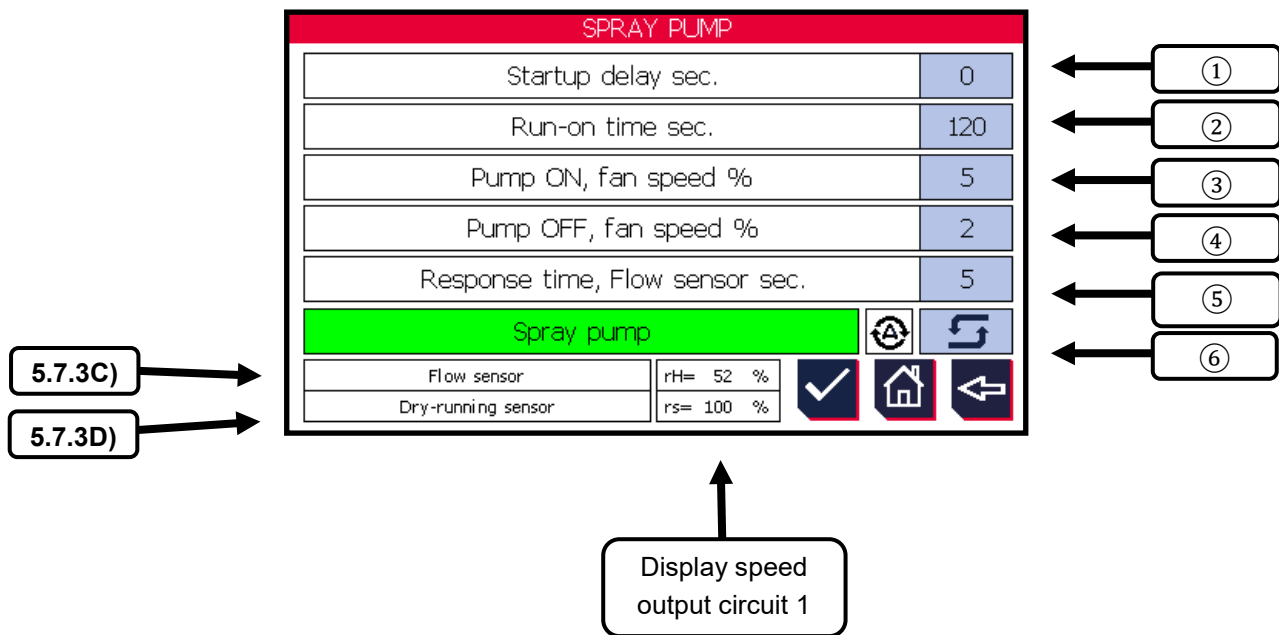 SPRAY PUMP
Startup delay sec. 0
①
Run-on time sec. 120
②
Pump ON, fan speed % 5
③
Pump OFF, fan speed % 2
④
Response time, Flow sensor sec. 5
⑤
Spray pump A
⑥
5.7.3C)
Flow sensor rH= 52 %
5.7.3D)
Dry-running sensor rs= 100 %
Display speed
output circuit 1